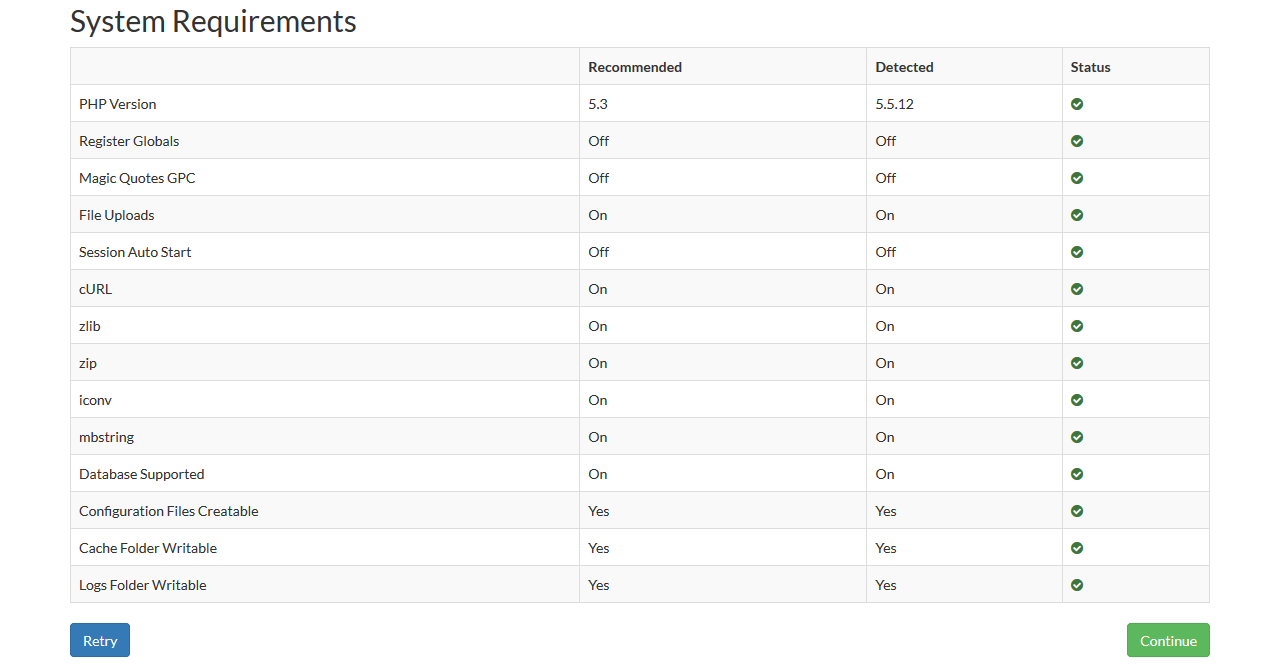 System Requirements
Recommended Detected Status
PHP Version 5.3 5.5.12
Register Globals Off Off
Magic Quotes GPC Off Off
File Uploads On On
Session Auto Start Off Off
cURL On On
zlib On On
zip On On
iconv On On
mbstring On On
Database Supported On On
Configuration Files Creatable Yes Yes
Cache Folder Writable Yes Yes
Logs Folder Writable Yes Yes
Retry Continue